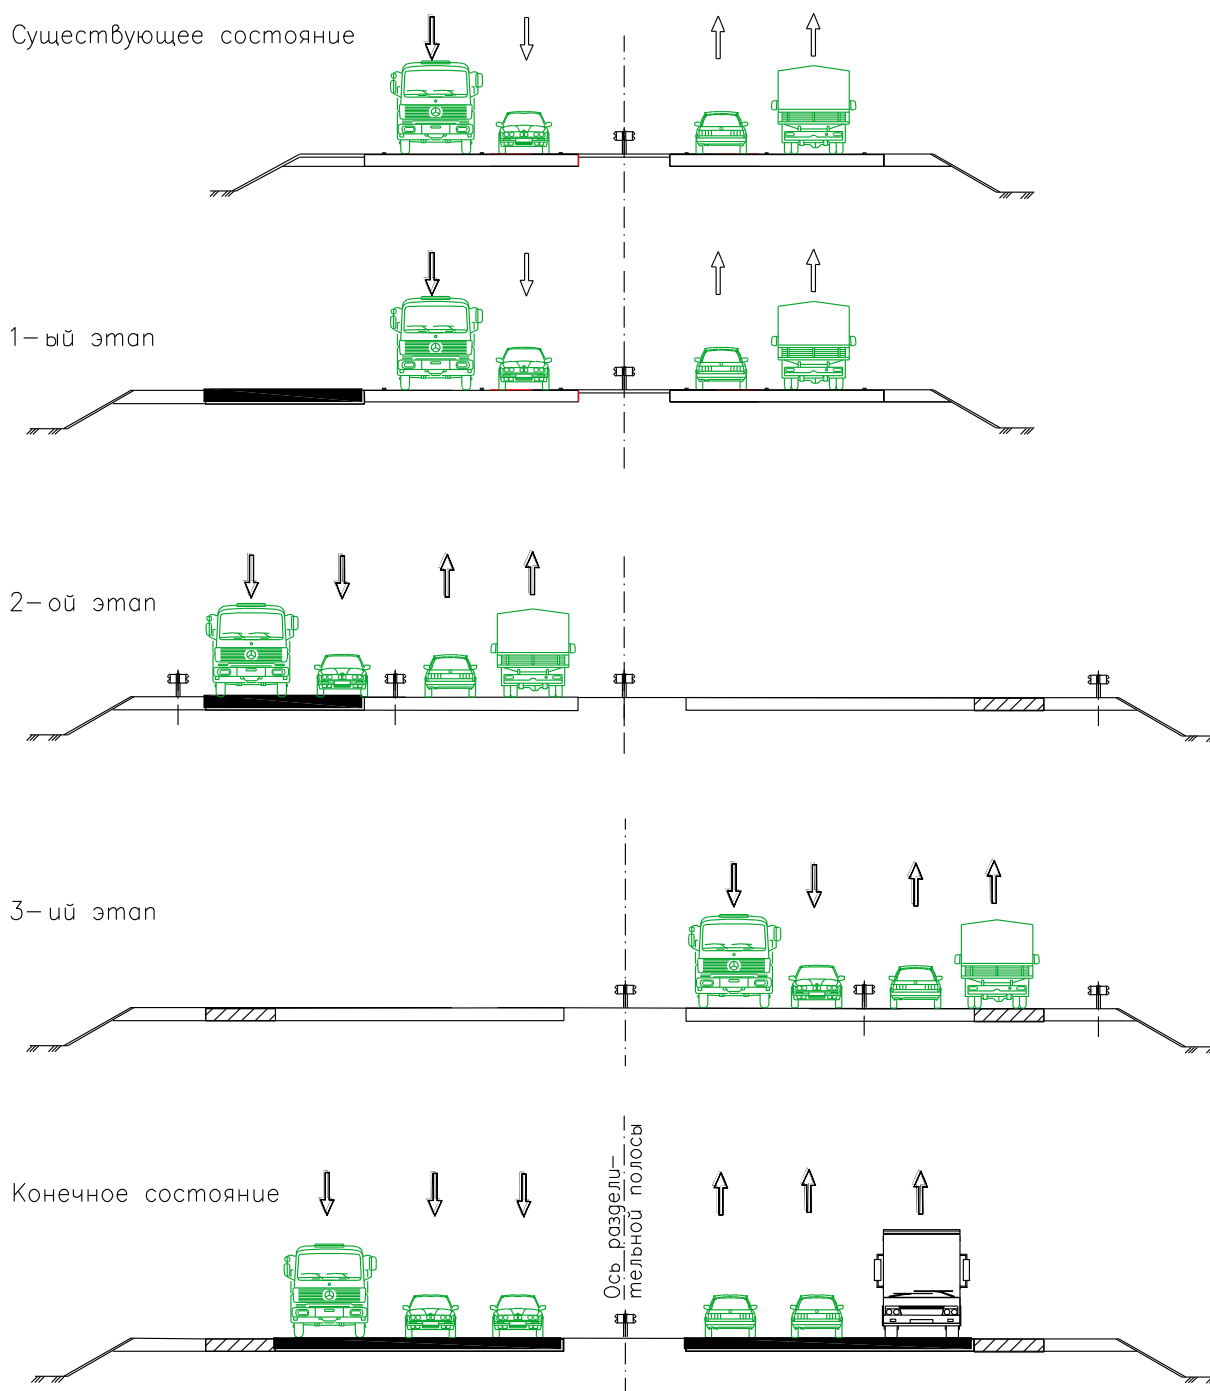 Существующее состояние
1-ый этап
2-ой этап
3-ий этап
Конечное состояние
Ось раздели-
тельной полосы